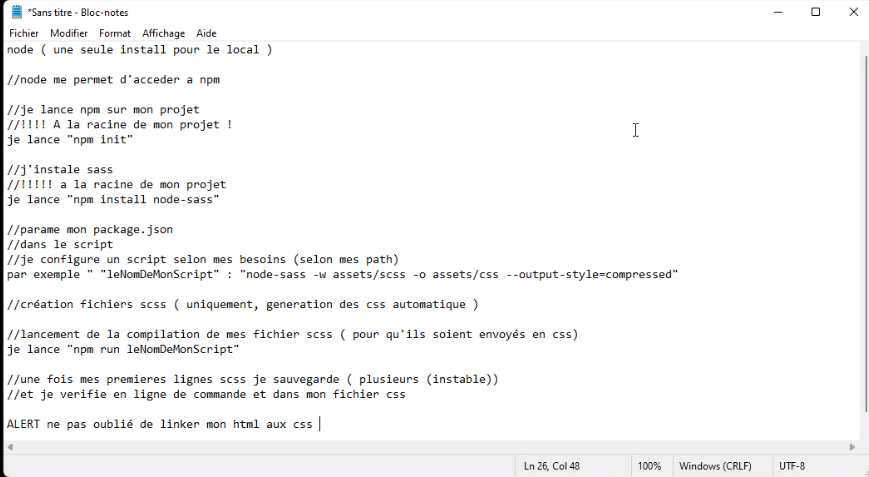 *Sans titre - Bloc-notes
Fichier Modifier Format Affichage Aide
node ( une seule install pour le local )
//node me permet d'acceder a npm
//je lance npm sur mon projet
//!!!! A la racine de mon projet !
je lance "npm init"
//j'instale sass
//!!!!! a la racine de mon projet
je lance "npm install node-sass"
//parame mon package.json
//dans le script
//je configure un script selon mes besoins (selon mes path)
par exemple " "leNomDeMonScript" : "node-sass -w assets/scss -o assets/css --output-style=compressed"
//création fichiers scss ( uniquement, generation des css automatique )
//lancement de la compilation de mes fichier scss ( pour qu'ils soient envoyés en css)
je lance "npm run leNomDeMonScript"
//une fois mes premieres lignes scss je sauvegarde ( plusieurs (instable))
//et je verifie en ligne de commande et dans mon fichier css
ALERT ne pas oublié de linker mon html aux css
Ln 26, Col 48 100% Windows (CRLF) UTF-8